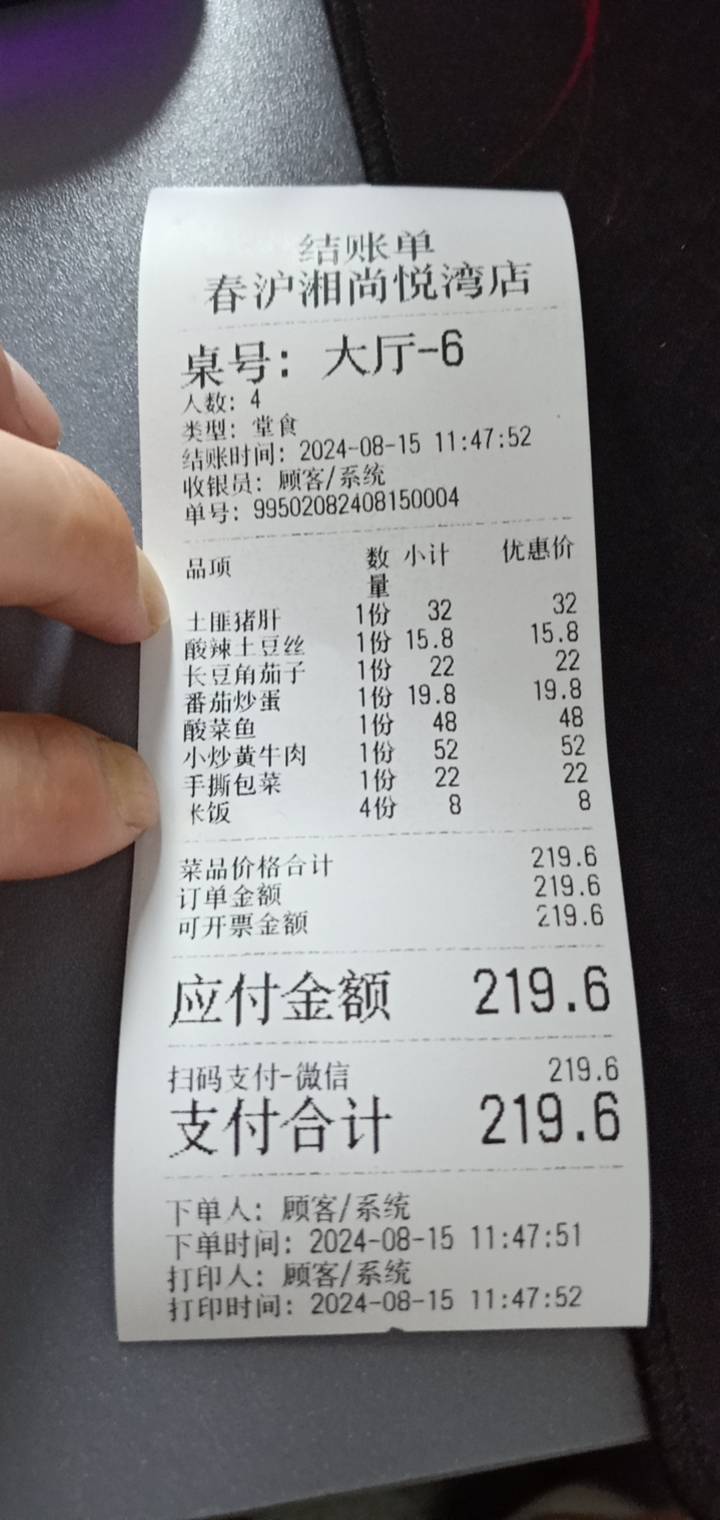 结账单
春沪湘尚悦湾店
桌号：大厅-6
人数：4
类型：堂食
结账时间：2024-08-15 11:47:52
收银员：顾客/系统
单号：99502082408150004
品项 数量 小计 优惠价
土匪猪肝 1份 32 32
酸辣土豆丝 1份 15.8 15.8
长豆角茄子 1份 22 22
番茄炒蛋 1份 19.8 19.8
酸菜鱼 1份 48 48
小炒黄牛肉 1份 52 52
手撕包菜 1份 22 22
米饭 4份 8 8
菜品价格合计 219.6
订单金额 219.6
可开票金额 219.6
应付金额 219.6
扫码支付-微信 219.6
支付合计 219.6
下单人：顾客/系统
下单时间：2024-08-15 11:47:51
打印人：顾客/系统
打印时间：2024-08-15 11:47:52